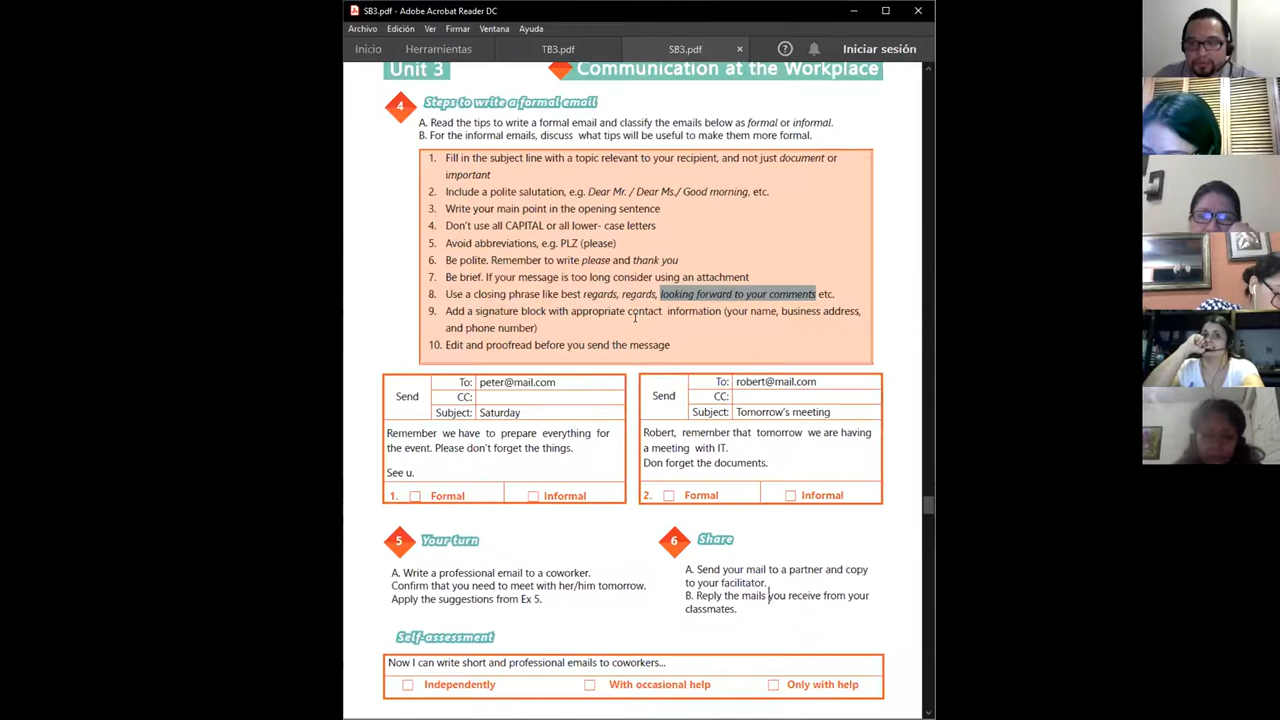 SB3.pdf - Adobe Acrobat Reader DC
Archivo Edición Ver Firmar Ventana Ayuda
Inicio Herramientas TB3.pdf SB3.pdf × ? Iniciar sesión
Unit 3 Communication at the Workplace
4 Steps to write a formal email
A. Read the tips to write a formal email and classify the emails below as formal or informal.
B. For the informal emails, discuss what tips will be useful to make them more formal.
1. Fill in the subject line with a topic relevant to your recipient, and not just document or
important
2. Include a polite salutation, e.g. Dear Mr. / Dear Ms./ Good morning, etc.
3. Write your main point in the opening sentence
4. Don't use all CAPITAL or all lower- case letters
5. Avoid abbreviations, e.g. PLZ (please)
6. Be polite. Remember to write please and thank you
7. Be brief. If your message is too long consider using an attachment
8. Use a closing phrase like best regards, regards, looking forward to your comments etc.
9. Add a signature block with appropriate contact information (your name, business address,
and phone number)
10. Edit and proofread before you send the message
Send
To: peter@mail.com
CC:
Subject: Saturday
Remember we have to prepare everything for
the event. Please don't forget the things.
See u.
1. Formal Informal
Send
To: robert@mail.com
CC:
Subject: Tomorrow's meeting
Robert, remember that tomorrow we are having
a meeting with IT.
Don forget the documents.
2. Formal Informal
5 Your turn
A. Write a professional email to a coworker.
Confirm that you need to meet with her/him tomorrow.
Apply the suggestions from Ex 5.
6 Share
A. Send your mail to a partner and copy
to your facilitator.
B. Reply the mails you receive from your
classmates.
Self-assessment
Now I can write short and professional emails to coworkers...
Independently With occasional help Only with help